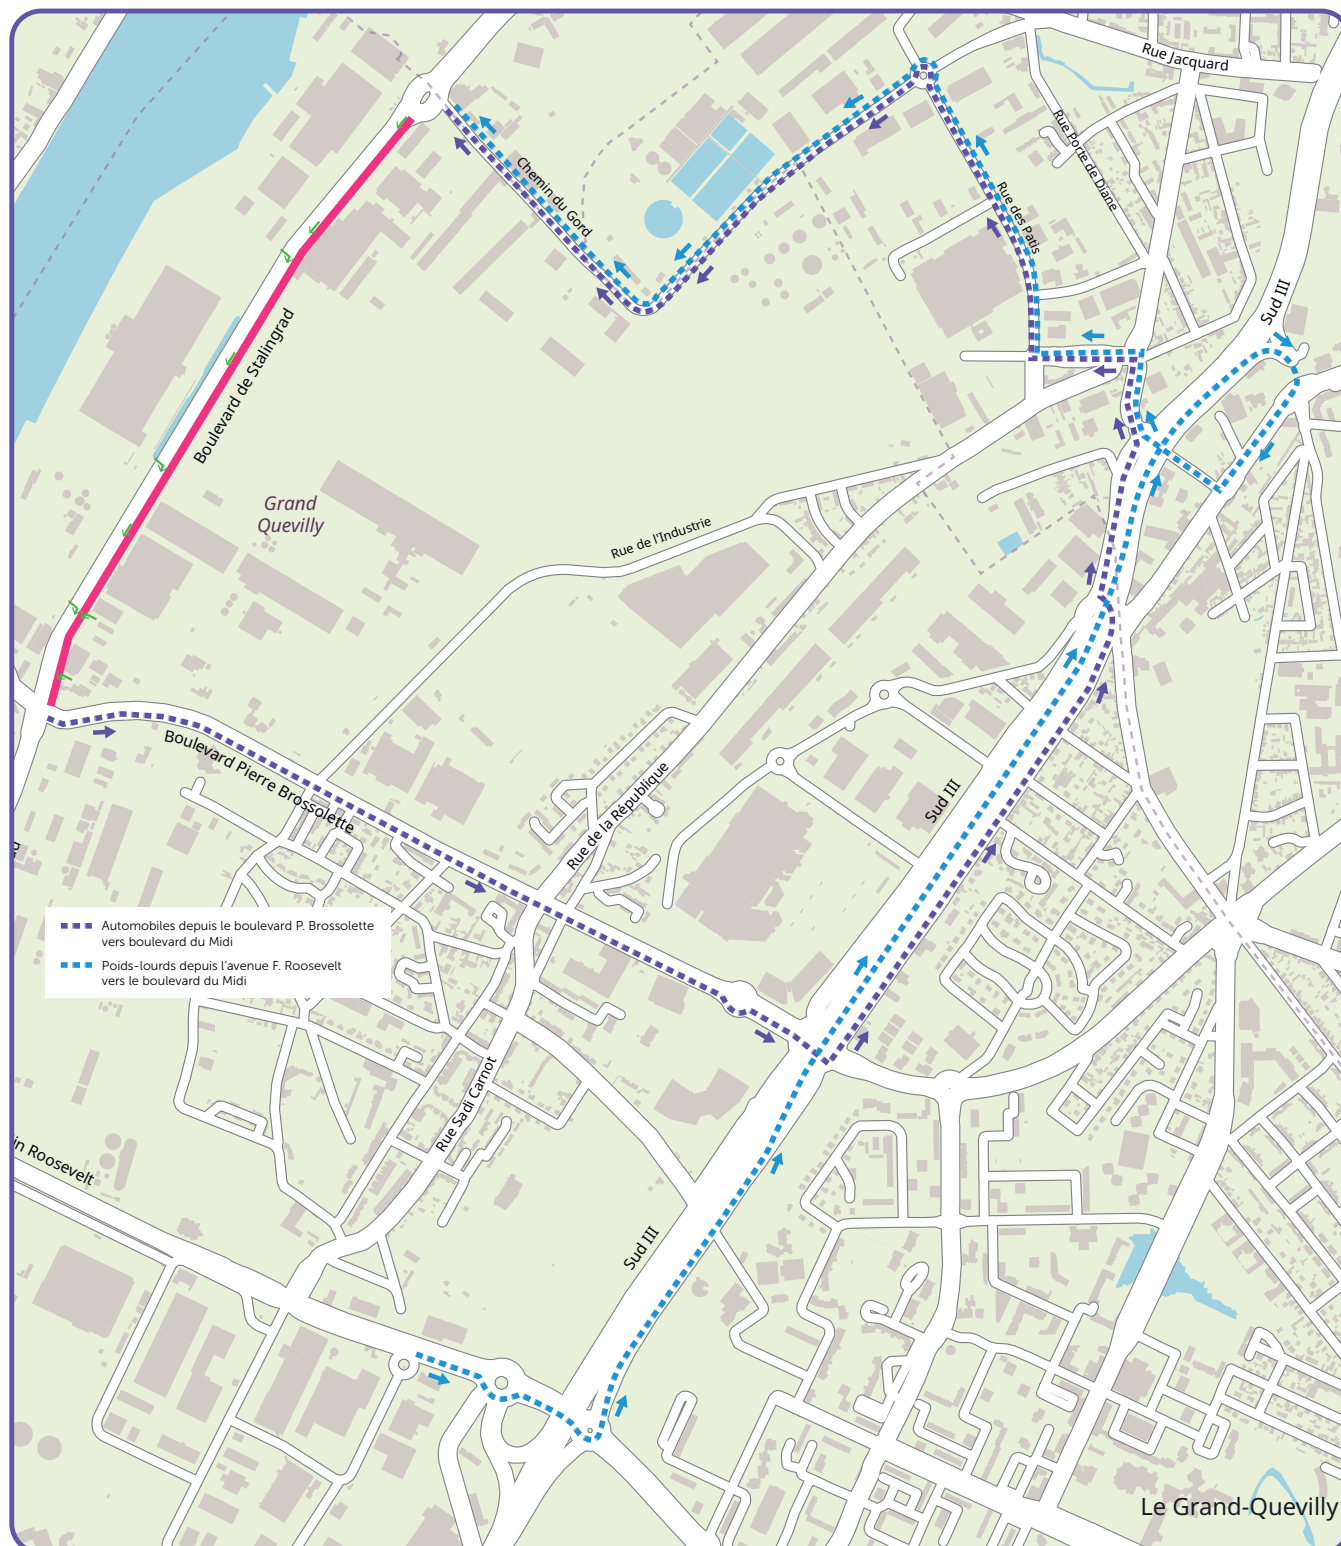 Rue Jacquard
Rue Porte de Diane
Chemin du Gord
Rue des Patis
Sud III
Boulevard de Stalingrad
Grand
Quevilly
Rue de l'Industrie
Boulevard Pierre Brossolette
Rue de la République
Sud III
Automobiles depuis le boulevard P. Brossolette
vers boulevard du Midi
Poids-lourds depuis l'avenue F. Roosevelt
vers le boulevard du Midi
Rue Sadi Carnot
in Roosevelt
Sud III
Le Grand-Quevilly